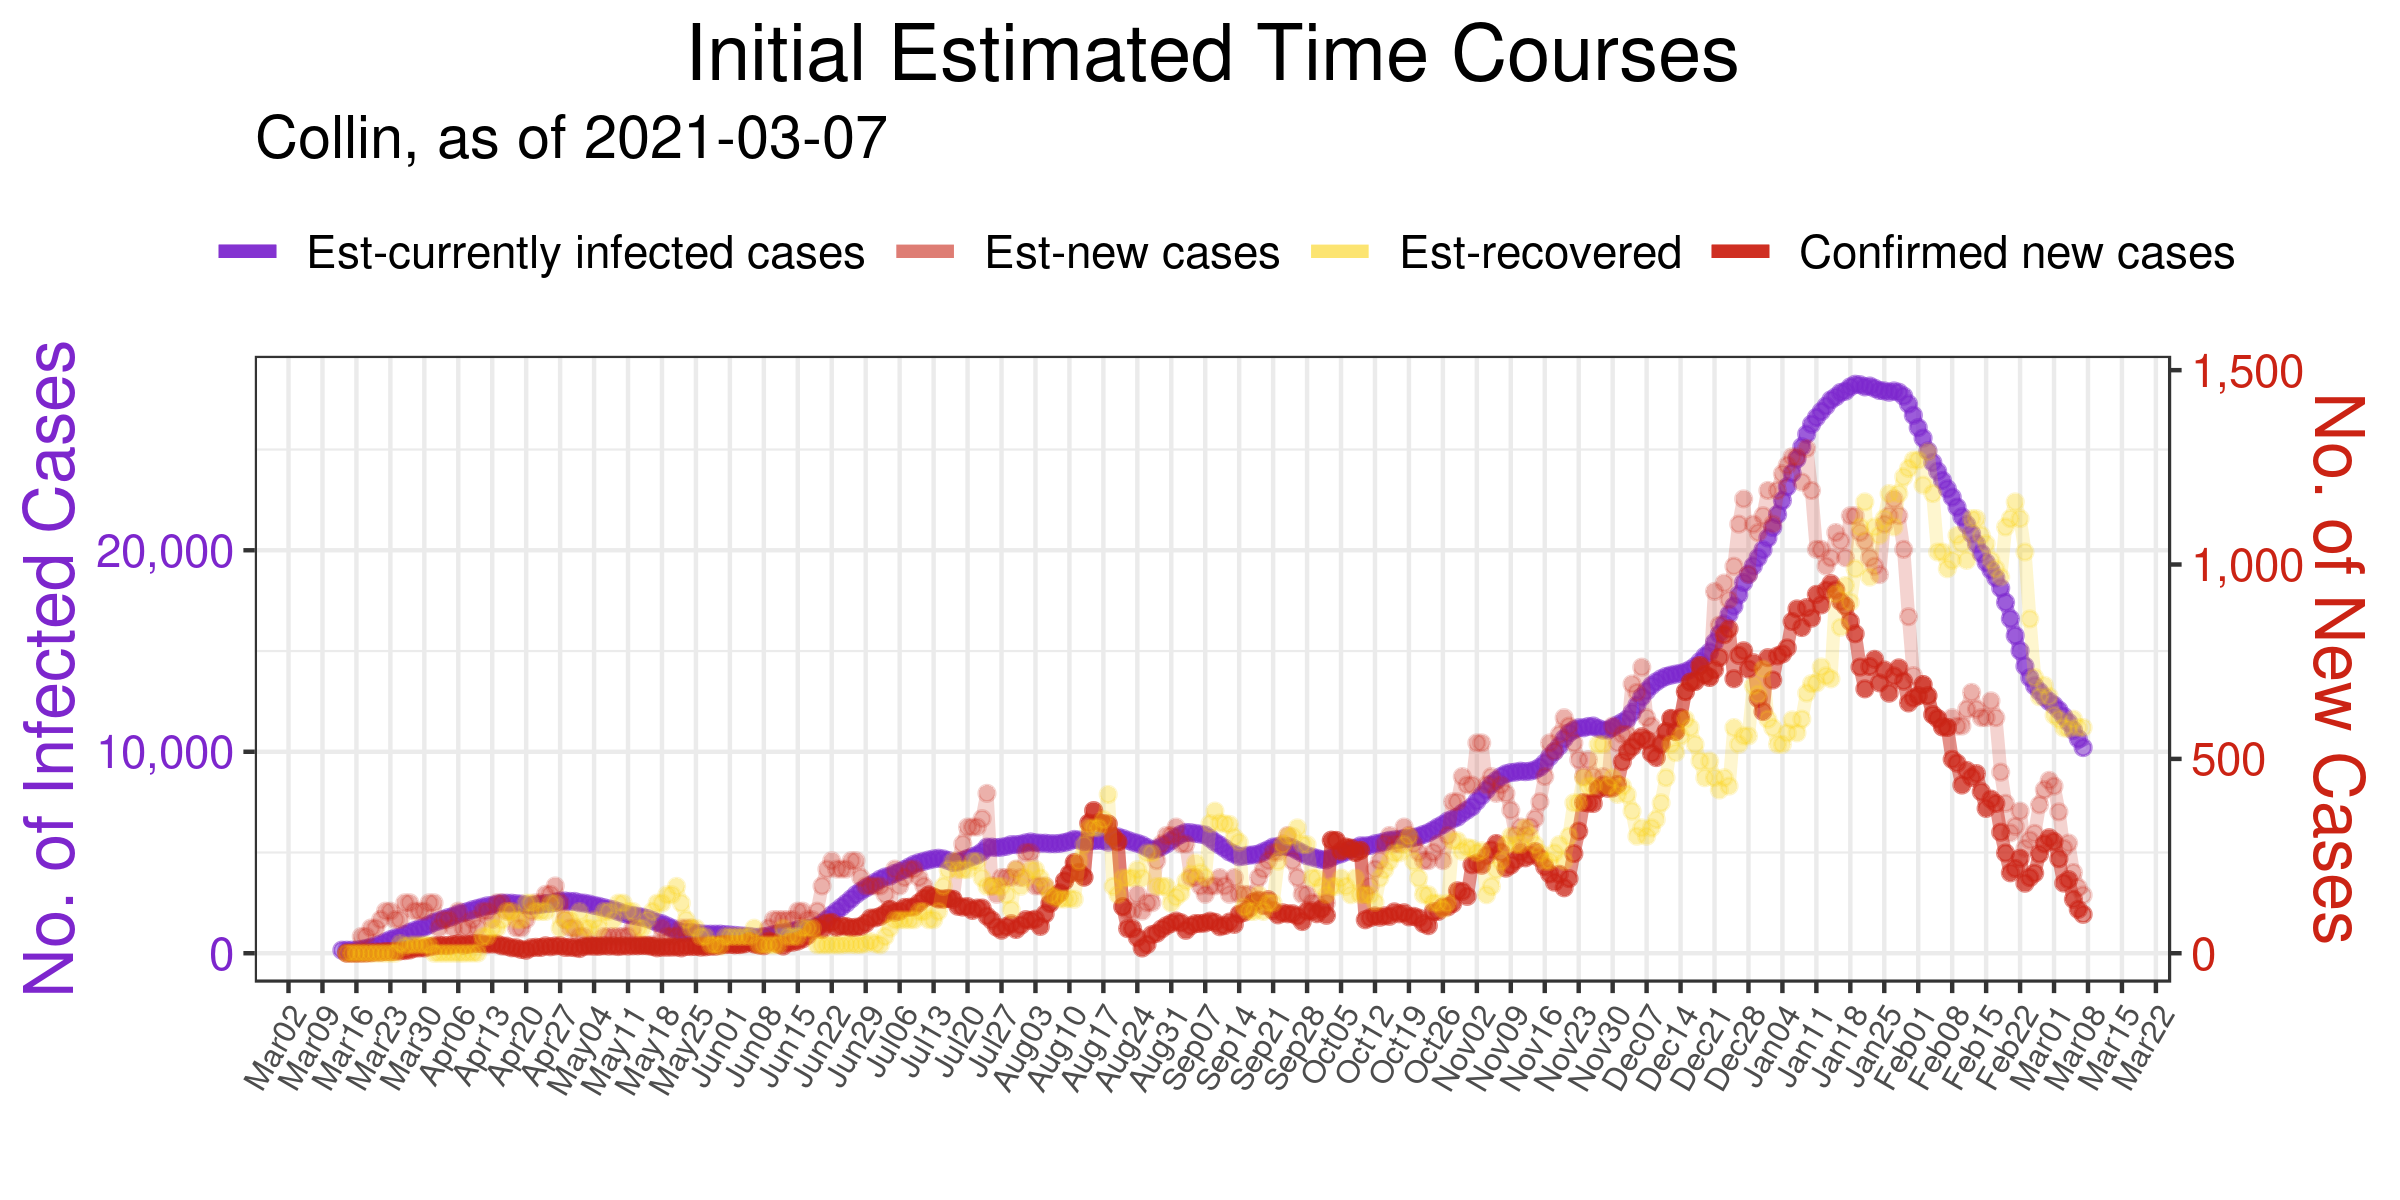 Initial Estimated Time Courses
Collin, as of 2021-03-07
Est-currently infected cases
Est-new cases
Est-recovered
Confirmed new cases
No. of Infected Cases
20,000
10,000
0
1,500
1,000
500
0
No. of New Cases
Mar02
Mar09
Mar16
Mar23
Mar30
Apr06
Apr13
Apr20
Apr27
May04
May11
May18
May25
Jun01
Jun08
Jun15
Jun22
Jun29
Jul06
Jul13
Jul20
Jul27
Aug03
Aug10
Aug17
Aug24
Aug31
Sep07
Sep14
Sep21
Sep28
Oct05
Oct12
Oct19
Oct26
Nov02
Nov09
Nov16
Nov23
Nov30
Dec07
Dec14
Dec21
Dec28
Jan04
Jan11
Jan18
Jan25
Feb01
Feb08
Feb15
Feb22
Mar01
Mar08
Mar15
Mar22